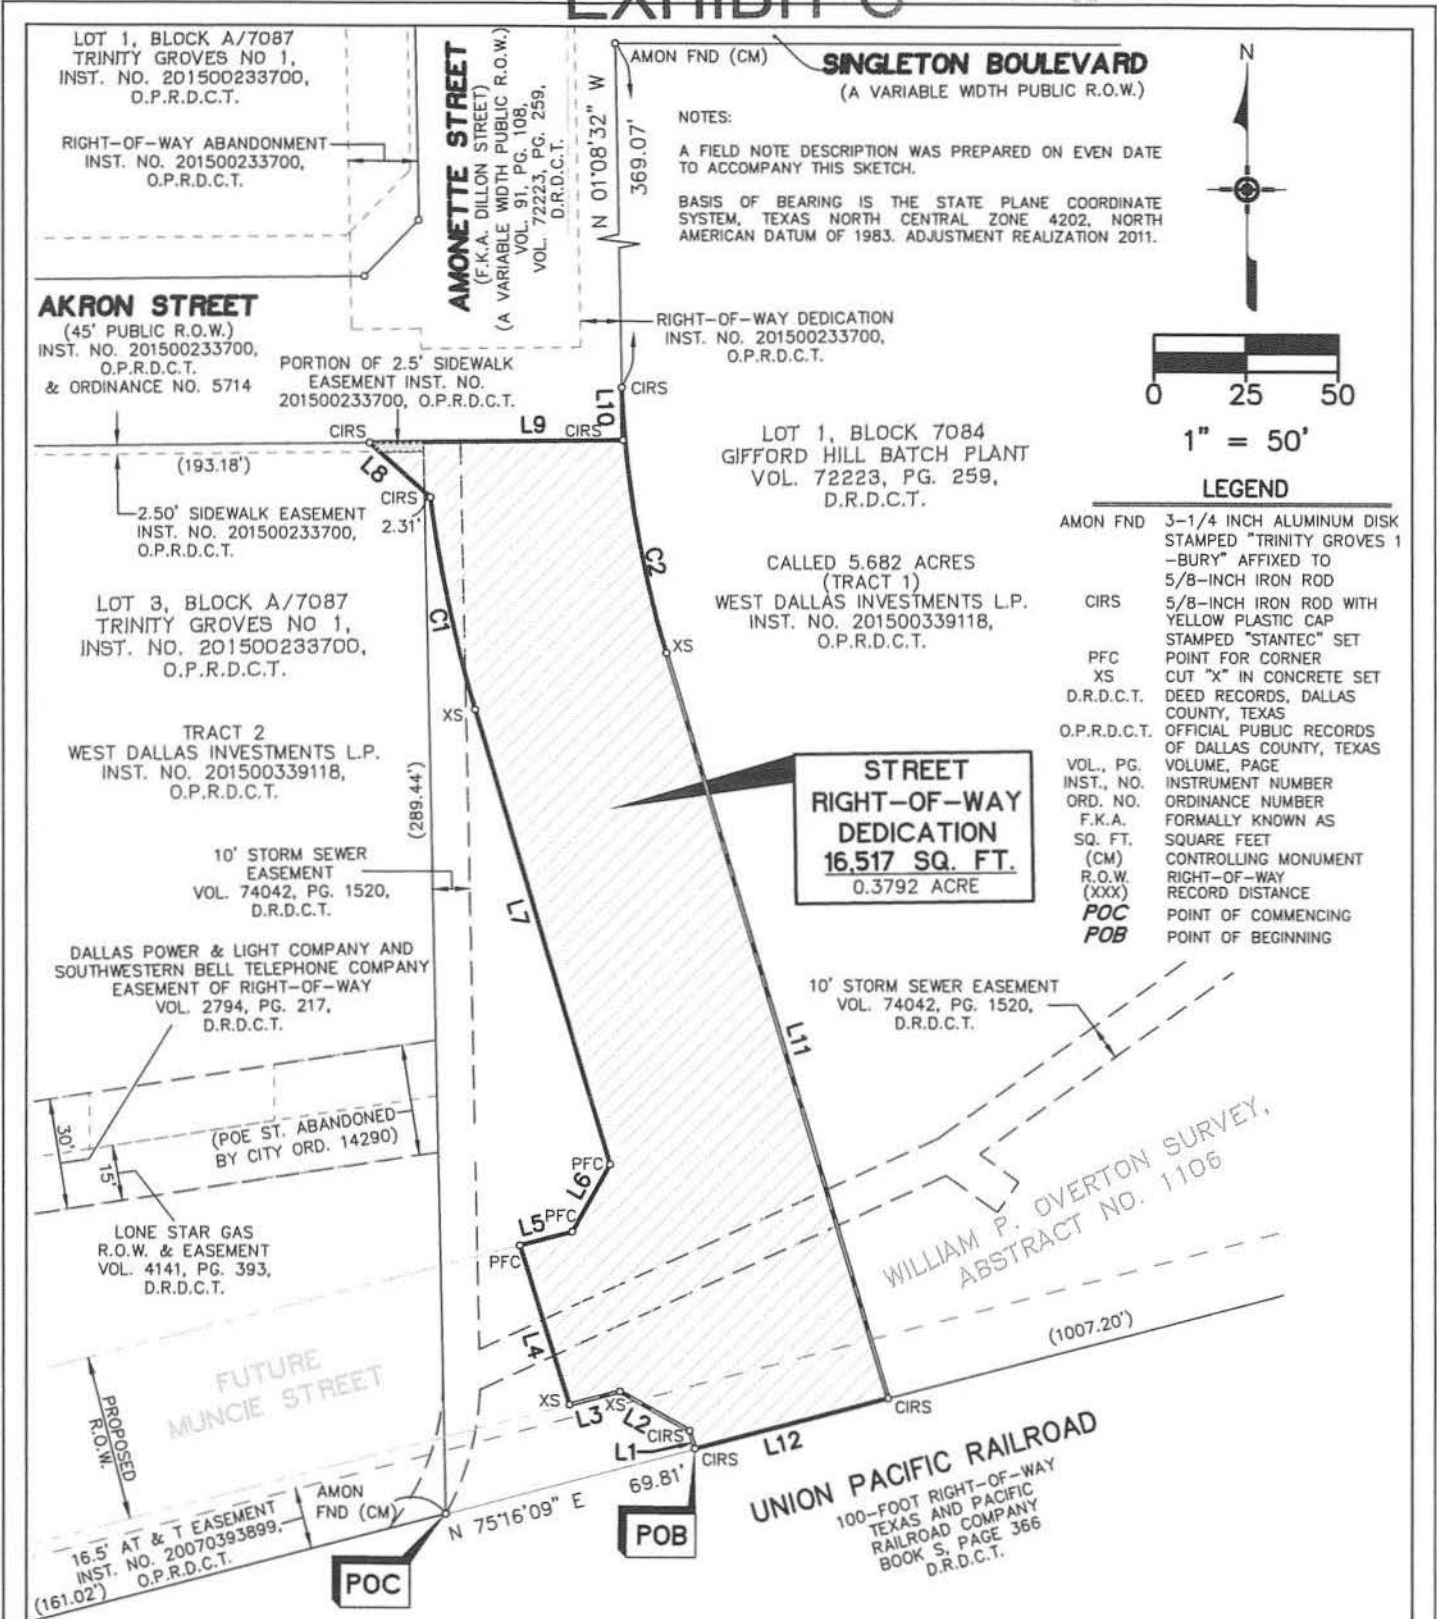 EXHIBIT C
LOT 1, BLOCK A/7087
TRINITY GROVES NO 1,
INST. NO. 201500233700,
O.P.R.D.C.T.
RIGHT-OF-WAY ABANDONMENT
INST. NO. 201500233700,
O.P.R.D.C.T.
AMONETTE STREET
(F.K.A. DILLON STREET)
(A VARIABLE WIDTH PUBLIC R.O.W.)
VOL. 91, PG. 108,
VOL. 72223, PG. 259,
D.R.D.C.T.
N 01°08'32" W
369.07'
AMON FND (CM)
SINGLETON BOULEVARD
(A VARIABLE WIDTH PUBLIC R.O.W.)
NOTES:
A FIELD NOTE DESCRIPTION WAS PREPARED ON EVEN DATE
TO ACCOMPANY THIS SKETCH.
BASIS OF BEARING IS THE STATE PLANE COORDINATE
SYSTEM, TEXAS NORTH CENTRAL ZONE 4202, NORTH
AMERICAN DATUM OF 1983. ADJUSTMENT REALIZATION 2011.
N
0 25 50
1" = 50'
AKRON STREET
(45' PUBLIC R.O.W.)
INST. NO. 201500233700,
O.P.R.D.C.T.
& ORDINANCE NO. 5714
PORTION OF 2.5' SIDEWALK
EASEMENT INST. NO.
201500233700, O.P.R.D.C.T.
RIGHT-OF-WAY DEDICATION
INST. NO. 201500233700,
O.P.R.D.C.T.
CIRS
L10
CIRS
L9
CIRS
(193.18')
L8
CIRS
2.31'
2.50' SIDEWALK EASEMENT
INST. NO. 201500233700,
O.P.R.D.C.T.
LOT 1, BLOCK 7084
GIFFORD HILL BATCH PLANT
VOL. 72223, PG. 259,
D.R.D.C.T.
CALLED 5.682 ACRES
(TRACT 1)
WEST DALLAS INVESTMENTS L.P.
INST. NO. 201500339118,
O.P.R.D.C.T.
C2
XS
C1
XS
LOT 3, BLOCK A/7087
TRINITY GROVES NO 1,
INST. NO. 201500233700,
O.P.R.D.C.T.
TRACT 2
WEST DALLAS INVESTMENTS L.P.
INST. NO. 201500339118,
O.P.R.D.C.T.
(289.44')
LEGEND
AMON FND 3-1/4 INCH ALUMINUM DISK
STAMPED "TRINITY GROVES 1
-BURY" AFFIXED TO
5/8-INCH IRON ROD
CIRS 5/8-INCH IRON ROD WITH
YELLOW PLASTIC CAP
STAMPED "STANTEC" SET
PFC POINT FOR CORNER
XS CUT "X" IN CONCRETE SET
D.R.D.C.T. DEED RECORDS, DALLAS
COUNTY, TEXAS
O.P.R.D.C.T. OFFICIAL PUBLIC RECORDS
OF DALLAS COUNTY, TEXAS
VOL., PG. VOLUME, PAGE
INST., NO. INSTRUMENT NUMBER
ORD. NO. ORDINANCE NUMBER
F.K.A. FORMALLY KNOWN AS
SQ. FT. SQUARE FEET
(CM) CONTROLLING MONUMENT
R.O.W. RIGHT-OF-WAY
(XXX) RECORD DISTANCE
POC POINT OF COMMENCING
POB POINT OF BEGINNING
STREET
RIGHT-OF-WAY
DEDICATION
16,517 SQ. FT.
0.3792 ACRE
10' STORM SEWER
EASEMENT
VOL. 74042, PG. 1520,
D.R.D.C.T.
L7
DALLAS POWER & LIGHT COMPANY AND
SOUTHWESTERN BELL TELEPHONE COMPANY
EASEMENT OF RIGHT-OF-WAY
VOL. 2794, PG. 217,
D.R.D.C.T.
10' STORM SEWER EASEMENT
VOL. 74042, PG. 1520,
D.R.D.C.T.
L11
(POE ST. ABANDONED
BY CITY ORD. 14290)
30'
15'
LONE STAR GAS
R.O.W. & EASEMENT
VOL. 4141, PG. 393,
D.R.D.C.T.
PFC
L6
PFC
L5
PFC
L4
WILLIAM P. OVERTON SURVEY,
ABSTRACT NO. 1106
(1007.20')
FUTURE
MUNCIE STREET
PROPOSED
R.O.W.
XS
L3
XS
L2
CIRS
L1
CIRS
L12
CIRS
69.81'
N 75°16'09" E
AMON
FND (CM)
16.5' AT & T EASEMENT
INST. NO. 20070393899,
O.P.R.D.C.T.
(161.02')
POC
POB
UNION PACIFIC RAILROAD
100-FOOT RIGHT-OF-WAY
TEXAS AND PACIFIC
RAILROAD COMPANY
BOOK S, PAGE 366
D.R.D.C.T.